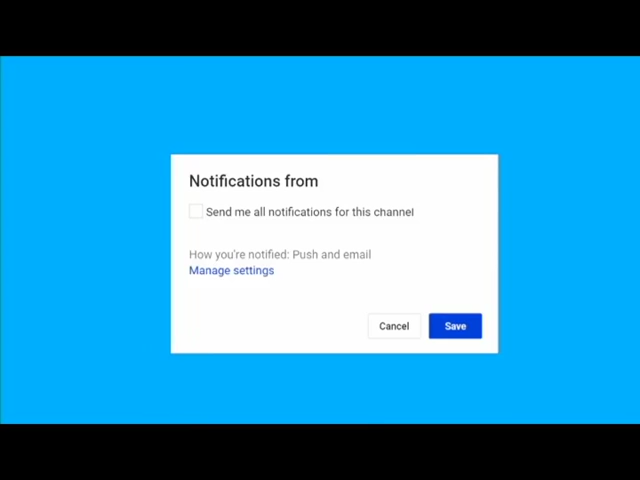 Notifications from
Send me all notifications for this channel
How you're notified: Push and email
Manage settings
Cancel
Save